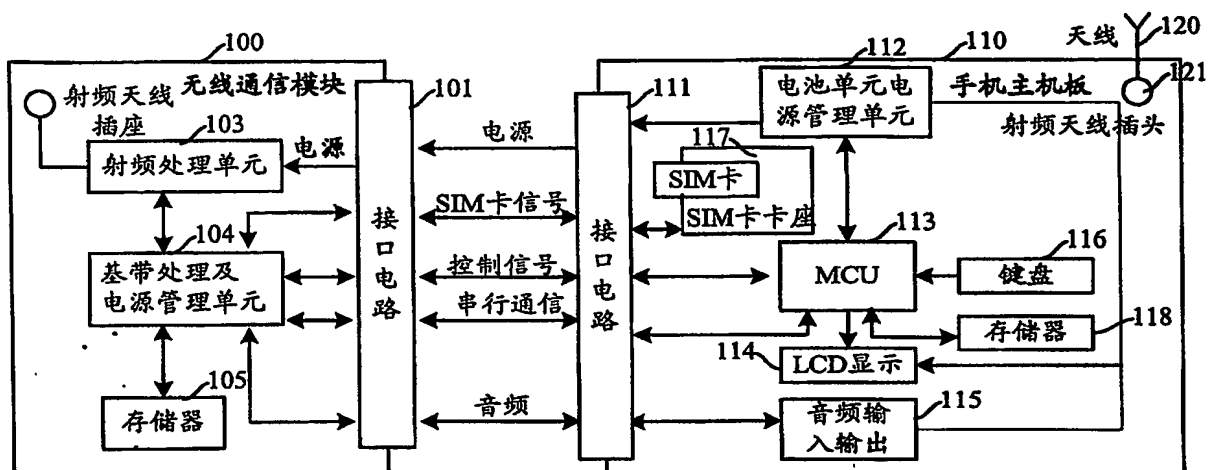 100
无线通信模块
射频天线
插座
103
射频处理单元
电源
104
基带处理及
电源管理单元
105
存储器
101
接口电路
电源
SIM卡信号
控制信号
串行通信
音频
111
接口电路
112
110
天线
120
121
电池单元电
源管理单元
手机主机板
射频天线插头
117
SIM卡
SIM卡卡座
113
MCU
116
键盘
存储器
118
114
LCD显示
115
音频输
入输出